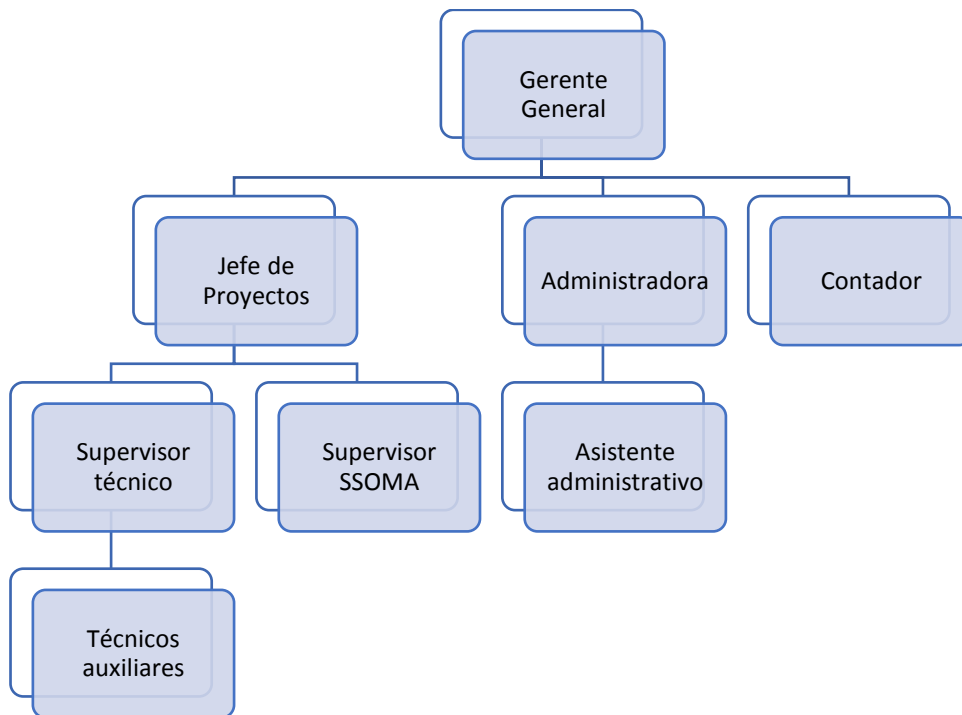 Gerente
General
Jefe de
Proyectos
Administradora
Contador
Supervisor
técnico
Supervisor
SSOMA
Asistente
administrativo
Técnicos
auxiliares